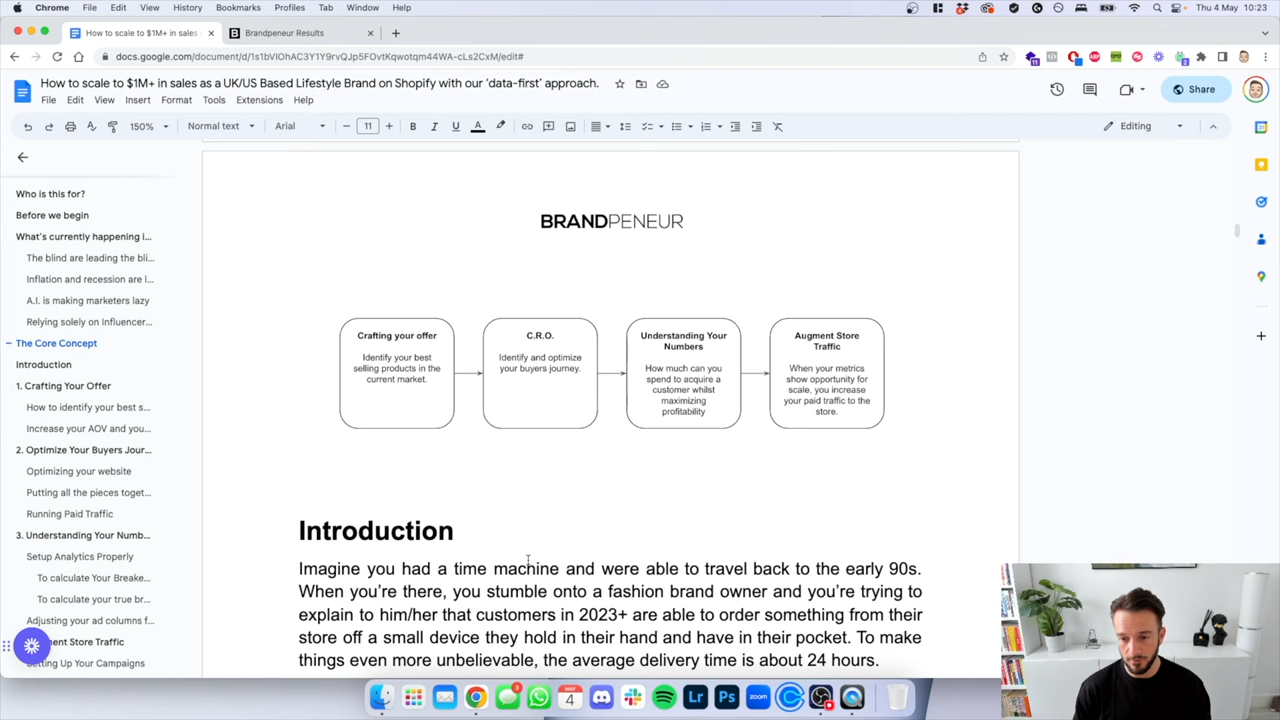 Chrome File Edit View History Bookmarks Profiles Tab Window Help Thu 4 May 10:23
How to scale to $1M+ in sales Brandpeneur Results
docs.google.com/document/d/1s1bVIOhAC3Y1Y9rvQJp5FOvtKqwotqm44WA-cLs2CxM/edit#
How to scale to $1M+ in sales as a UK/US Based Lifestyle Brand on Shopify with our 'data-first' approach.
File Edit View Insert Format Tools Extensions Help
Share
150% Normal text Arial 11 B I U A Editing
Who is this for?
Before we begin
What's currently happening i...
The blind are leading the bli...
Inflation and recession are l...
A.I. is making marketers lazy
Relying solely on Influencer...
The Core Concept
Introduction
1. Crafting Your Offer
How to identify your best s...
Increase your AOV and you...
2. Optimize Your Buyers Jour...
Optimizing your website
Putting all the pieces toget...
Running Paid Traffic
3. Understanding Your Numb...
Setup Analytics Properly
To calculate Your Breake...
To calculate your true br...
Adjusting your ad columns f...
ment Store Traffic
ting Up Your Campaigns
BRANDPENEUR
Crafting your offer
Identify your best
selling products in the
current market.
C.R.O.
Identify and optimize
your buyers journey.
Understanding Your
Numbers
How much can you
spend to acquire a
customer whilst
maximizing
profitability
Augment Store
Traffic
When your metrics
show opportunity for
scale, you increase
your paid traffic to the
store.
Introduction
Imagine you had a time machine and were able to travel back to the early 90s.
When you're there, you stumble onto a fashion brand owner and you're trying to
explain to him/her that customers in 2023+ are able to order something from their
store off a small device they hold in their hand and have in their pocket. To make
things even more unbelievable, the average delivery time is about 24 hours.
MAY
4
Lr
Ps
zoom